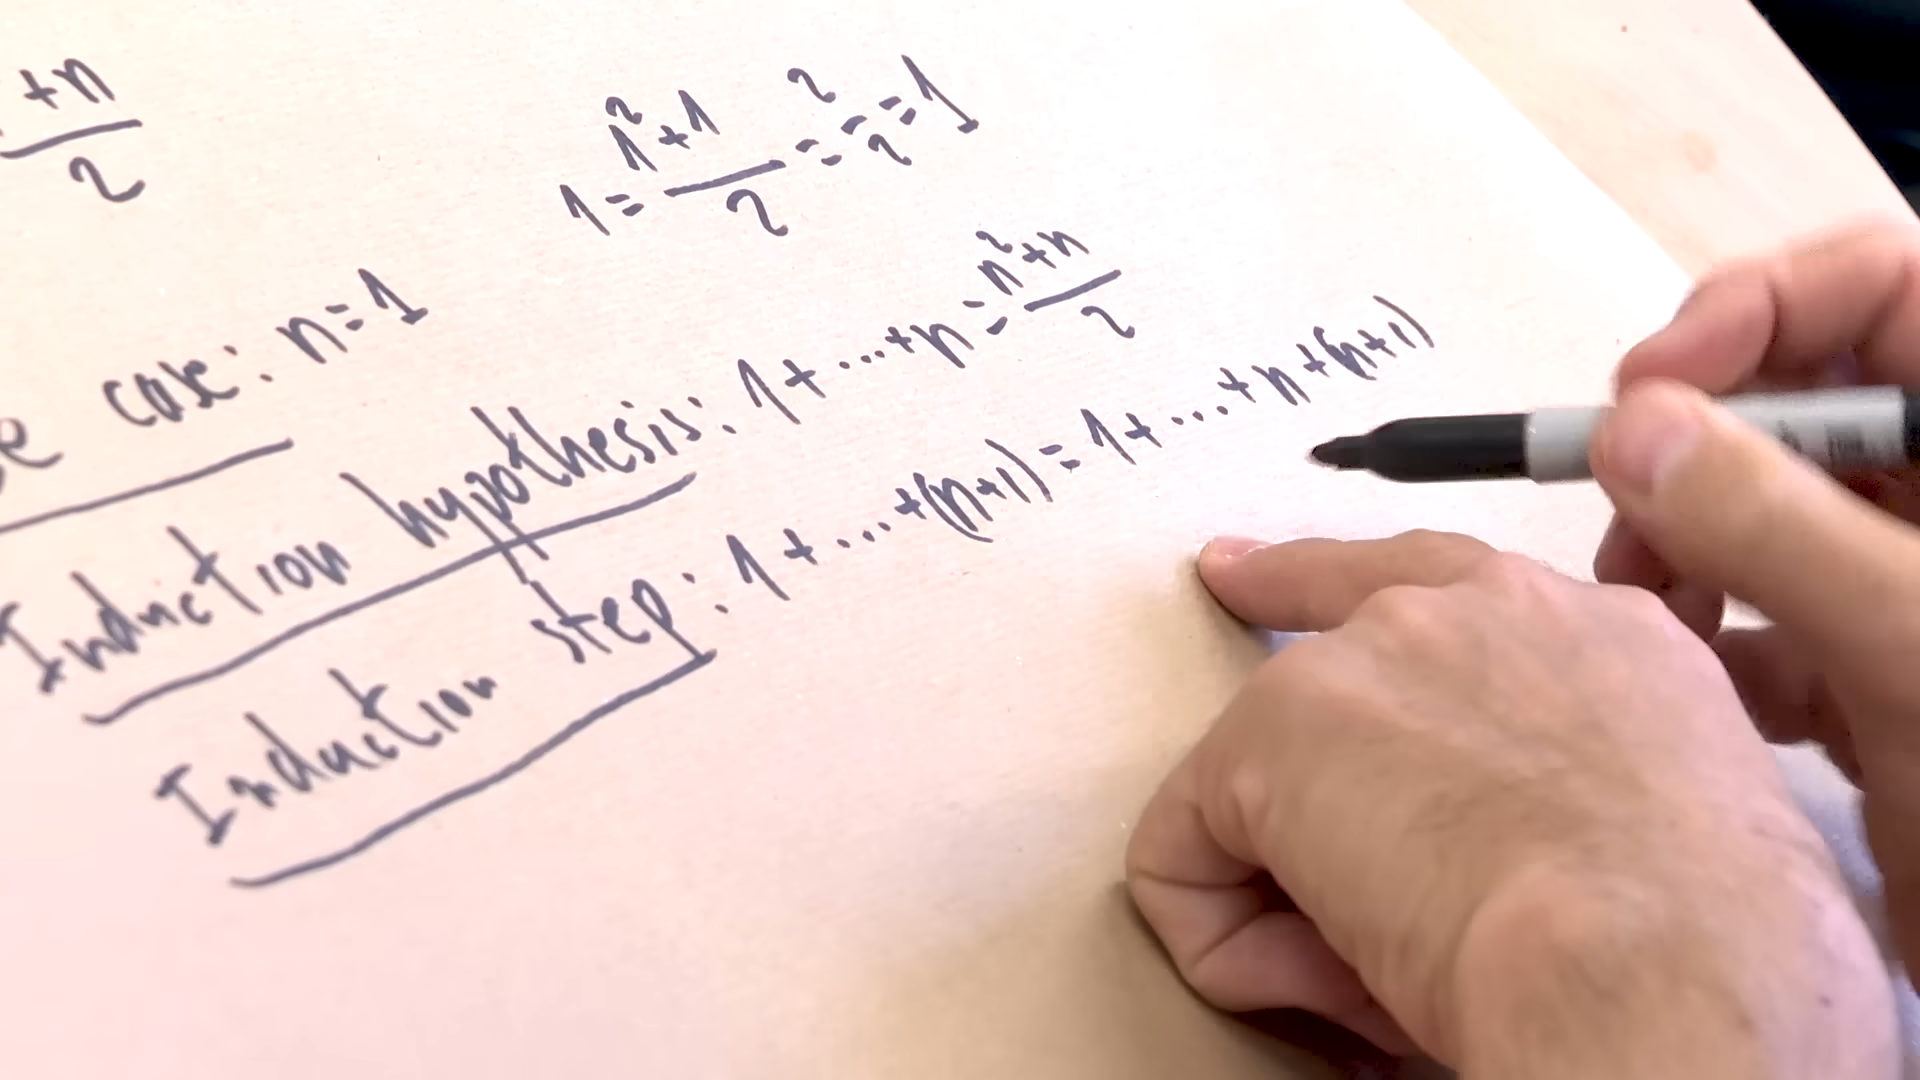 +n/2
1 = (1²+1)/2 = 2/2 = 1
case: n=1
Induction hypothesis: 1+...+n = (n²+n)/2
Induction step: 1+...+(n+1) = 1+...+n+(n+1)